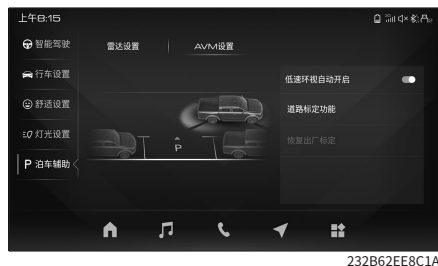 上午8:15
智能驾驶
雷达设置
AVM设置
行车设置
低速环视自动开启
舒适设置
道路标定功能
灯光设置
恢复出厂标定
P 泊车辅助
P
232B62EE8C1A